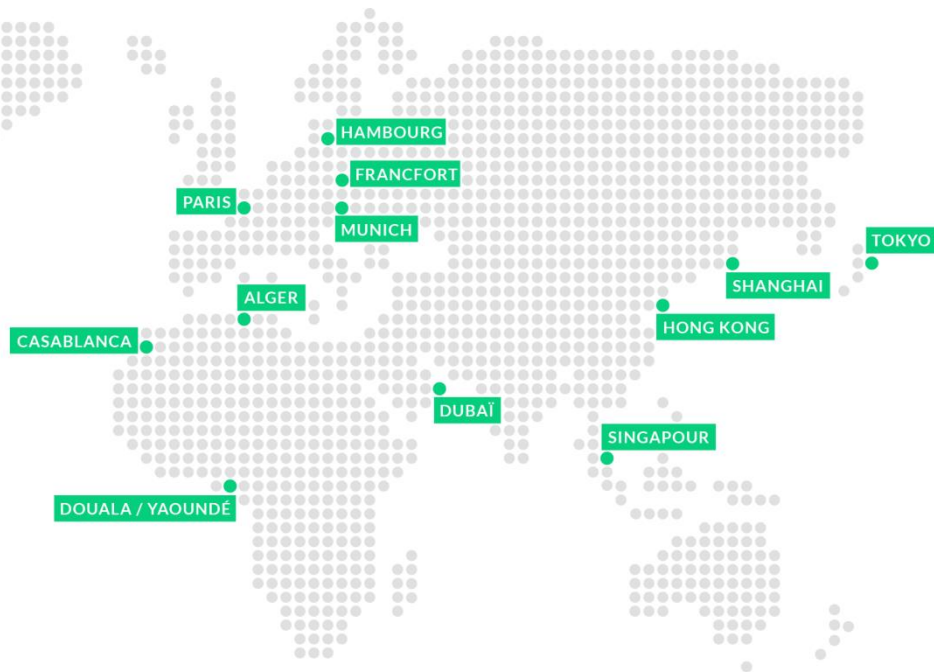 HAMBOURG
FRANCFORT
PARIS
MUNICH
TOKYO
SHANGHAI
ALGER
HONG KONG
CASABLANCA
DUBAÏ
SINGAPOUR
DOUALA / YAOUNDÉ